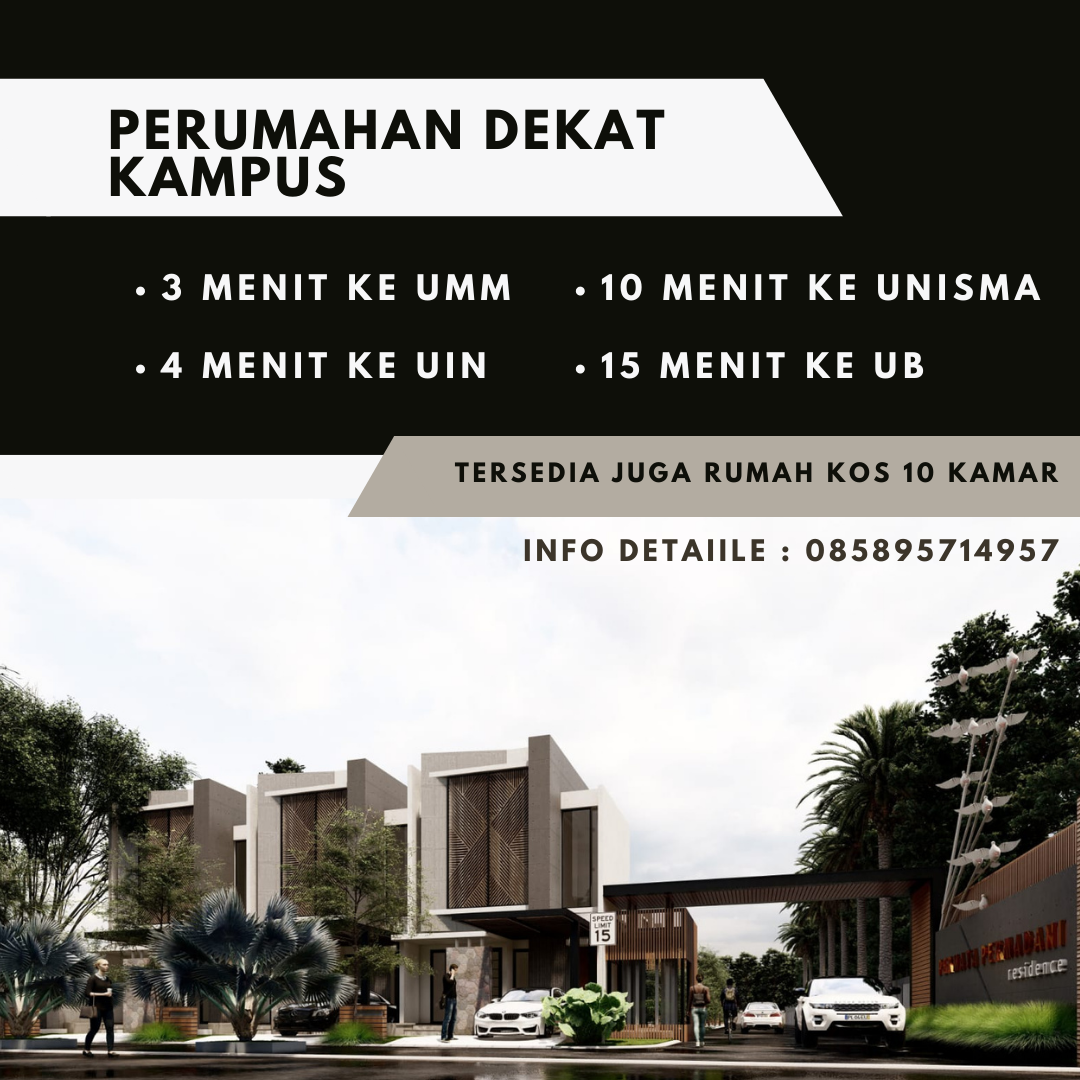 PERUMAHAN DEKAT
KAMPUS
• 3 MENIT KE UMM
• 4 MENIT KE UIN
• 10 MENIT KE UNISMA
• 15 MENIT KE UB
TERSEDIA JUGA RUMAH KOS 10 KAMAR
INFO DETAIILE : 085895714957
SPEED
LIMIT
15
PERMADANI
residence